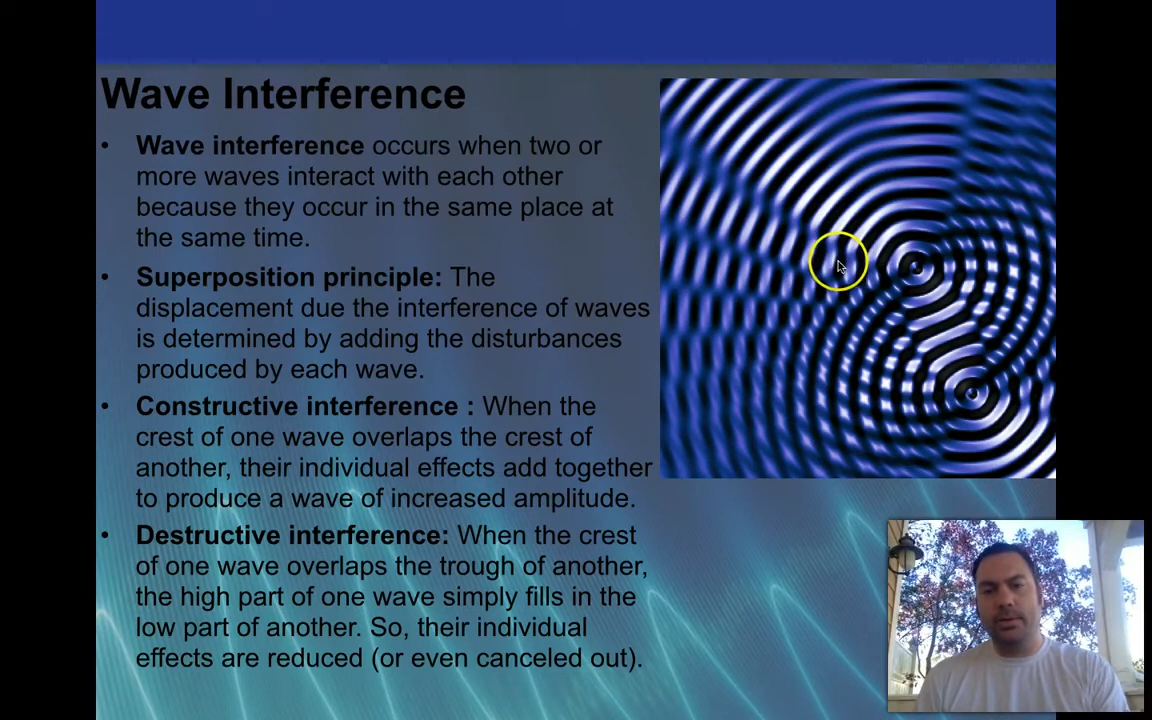 Wave Interference
• Wave interference occurs when two or
more waves interact with each other
because they occur in the same place at
the same time.
• Superposition principle: The
displacement due the interference of waves
is determined by adding the disturbances
produced by each wave.
• Constructive interference : When the
crest of one wave overlaps the crest of
another, their individual effects add together
to produce a wave of increased amplitude.
• Destructive interference: When the crest
of one wave overlaps the trough of another,
the high part of one wave simply fills in the
low part of another. So, their individual
effects are reduced (or even canceled out).